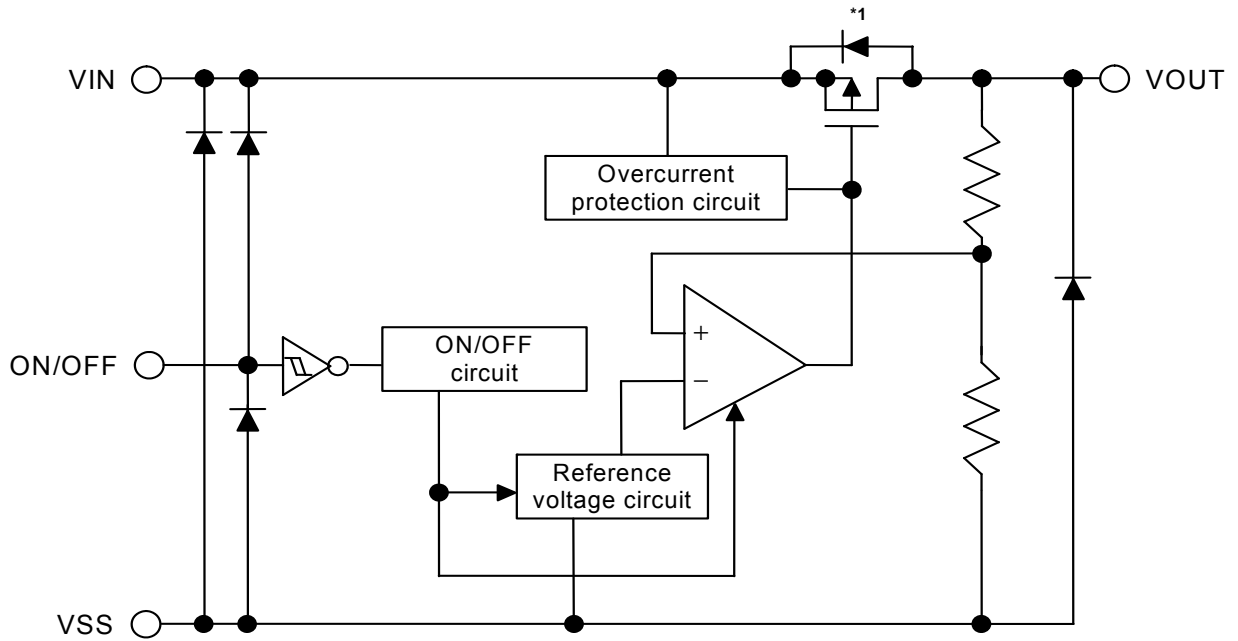 *1
VIN
VOUT
Overcurrent
protection circuit
ON/OFF
ON/OFF
circuit
+
−
Reference
voltage circuit
VSS